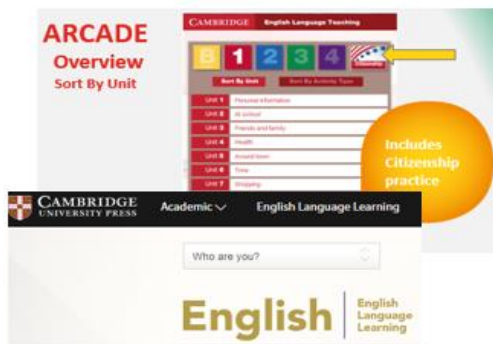 ARCADE
Overview
Sort By Unit
CAMBRIDGE English Language Teaching
B 1 2 3 4 Citizenship
Sort By Unit Sort By Activity Type
Unit 1 Personal information
Unit 2 At school
Unit 3 Friends and family
Unit 4 Health
Unit 5 Around town
Unit 6 Time
Unit 7 Shopping
Includes
Citizenship
practice
CAMBRIDGE
UNIVERSITY PRESS
Academic English Language Learning
Who are you?
English
English
Language
Learning